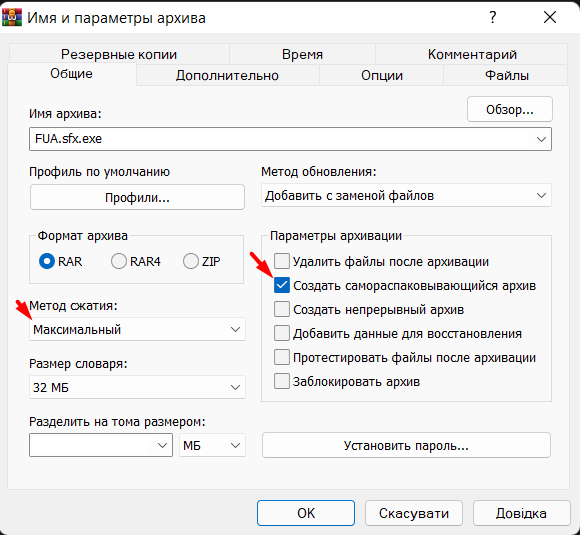 Имя и параметры архива
Резервные копии Время Комментарий
Общие Дополнительно Опции Файлы
Имя архива:
Обзор...
FUA.sfx.exe
Профиль по умолчанию
Метод обновления:
Профили...
Добавить с заменой файлов
Формат архива
RAR RAR4 ZIP
Метод сжатия:
Максимальный
Размер словаря:
32 МБ
Разделить на тома размером:
МБ
Параметры архивации
Удалить файлы после архивации
Создать самораспаковывающийся архив
Создать непрерывный архив
Добавить данные для восстановления
Протестировать файлы после архивации
Заблокировать архив
Установить пароль...
ОК Скасувати Довідка